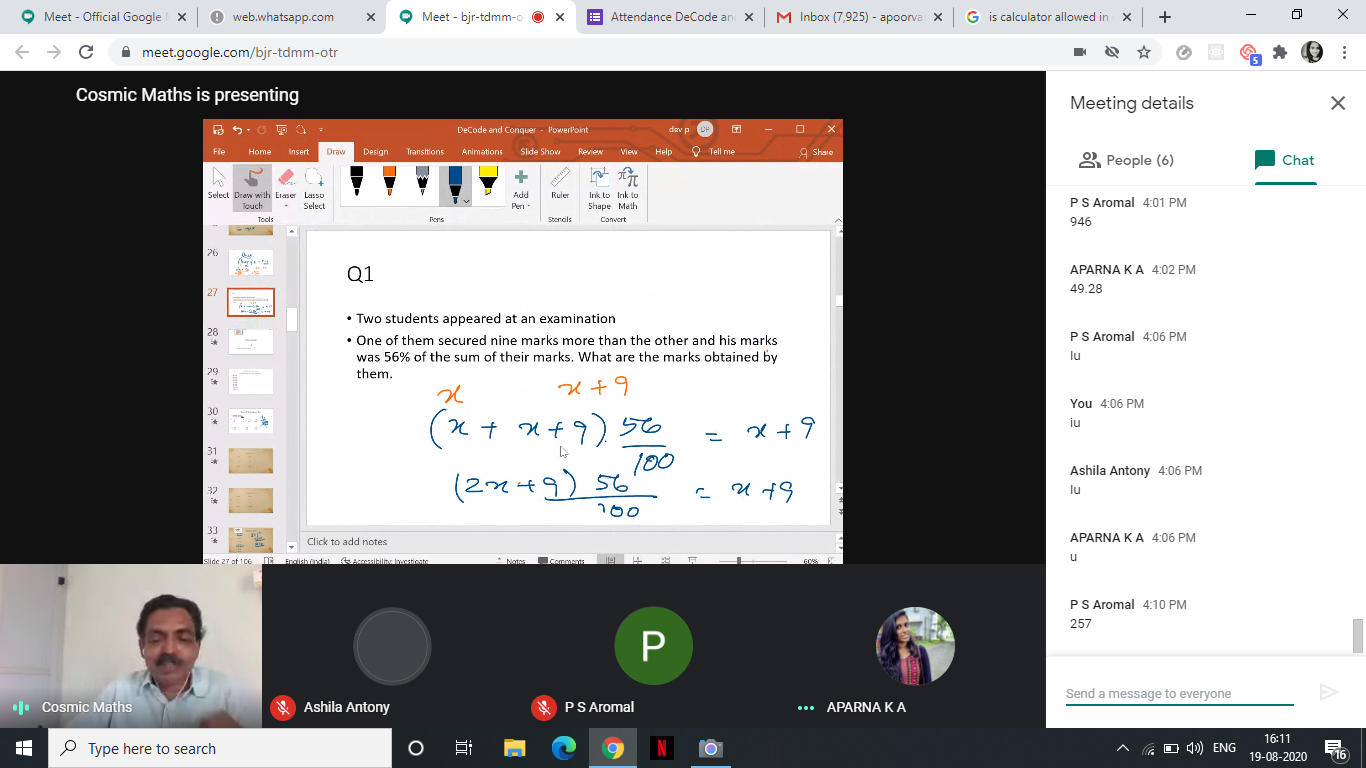 Meet - Official Google
web.whatsapp.com
Meet - bjr-tdmm-o
Attendance DeCode an
Inbox (7,925) - apoorva
is calculator allowed in
meet.google.com/bjr-tdmm-otr
5
Cosmic Maths is presenting
DeCode and Conquer - PowerPoint
dev p
DP
File Home Insert Draw Design Transitions Animations Slide Show Review View Help Tell me Share
Select
Draw with Touch
Eraser
Lasso Select
Add Pen
Ruler
Ink to Shape
Ink to Math
Tools
Pens
Stencils
Convert
26
27
28
29
30
31
32
33
Q1
• Two students appeared at an examination
• One of them secured nine marks more than the other and his marks
was 56% of the sum of their marks. What are the marks obtained by
them.
x x+9
(x + x+9). 56/100 = x+9
(2x+9) 56/100 = x+9
Click to add notes
Slide 27 of 106 English (India) Accessibility: Investigate Notes Comments 60%
Cosmic Maths
Ashila Antony
P
P S Aromal
APARNA K A
Meeting details
People (6)
Chat
P S Aromal 4:01 PM
946
APARNA K A 4:02 PM
49.28
P S Aromal 4:06 PM
Iu
You 4:06 PM
iu
Ashila Antony 4:06 PM
Iu
APARNA K A 4:06 PM
u
P S Aromal 4:10 PM
257
Send a message to everyone
Type here to search
N
ENG
16:11
19-08-2020
16